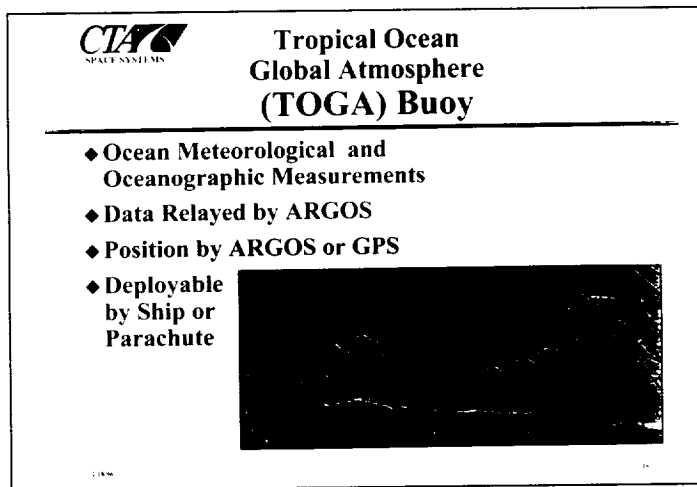 CTA
SPACE SYSTEMS
Tropical Ocean
Global Atmosphere
(TOGA) Buoy
◆ Ocean Meteorological and
Oceanographic Measurements
◆ Data Relayed by ARGOS
◆ Position by ARGOS or GPS
◆ Deployable
by Ship or
Parachute